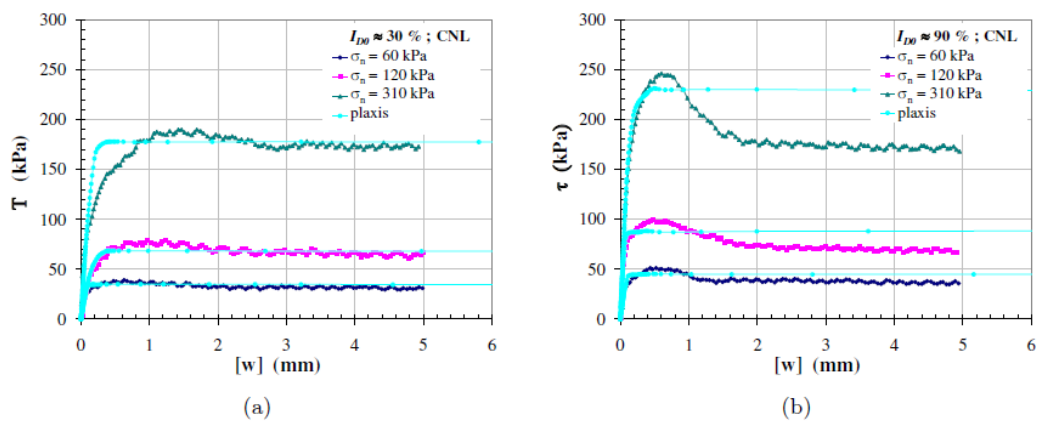 300
250
200
150
100
50
0
T (kPa)
I_D0 ≈ 30 % ; CNL
σn = 60 kPa
σn = 120 kPa
σn = 310 kPa
plaxis
0 1 2 3 4 5 6
[w] (mm)
(a)
300
250
200
150
100
50
0
τ (kPa)
I_D0 ≈ 90 % ; CNL
σn = 60 kPa
σn = 120 kPa
σn = 310 kPa
plaxis
0 1 2 3 4 5 6
[w] (mm)
(b)